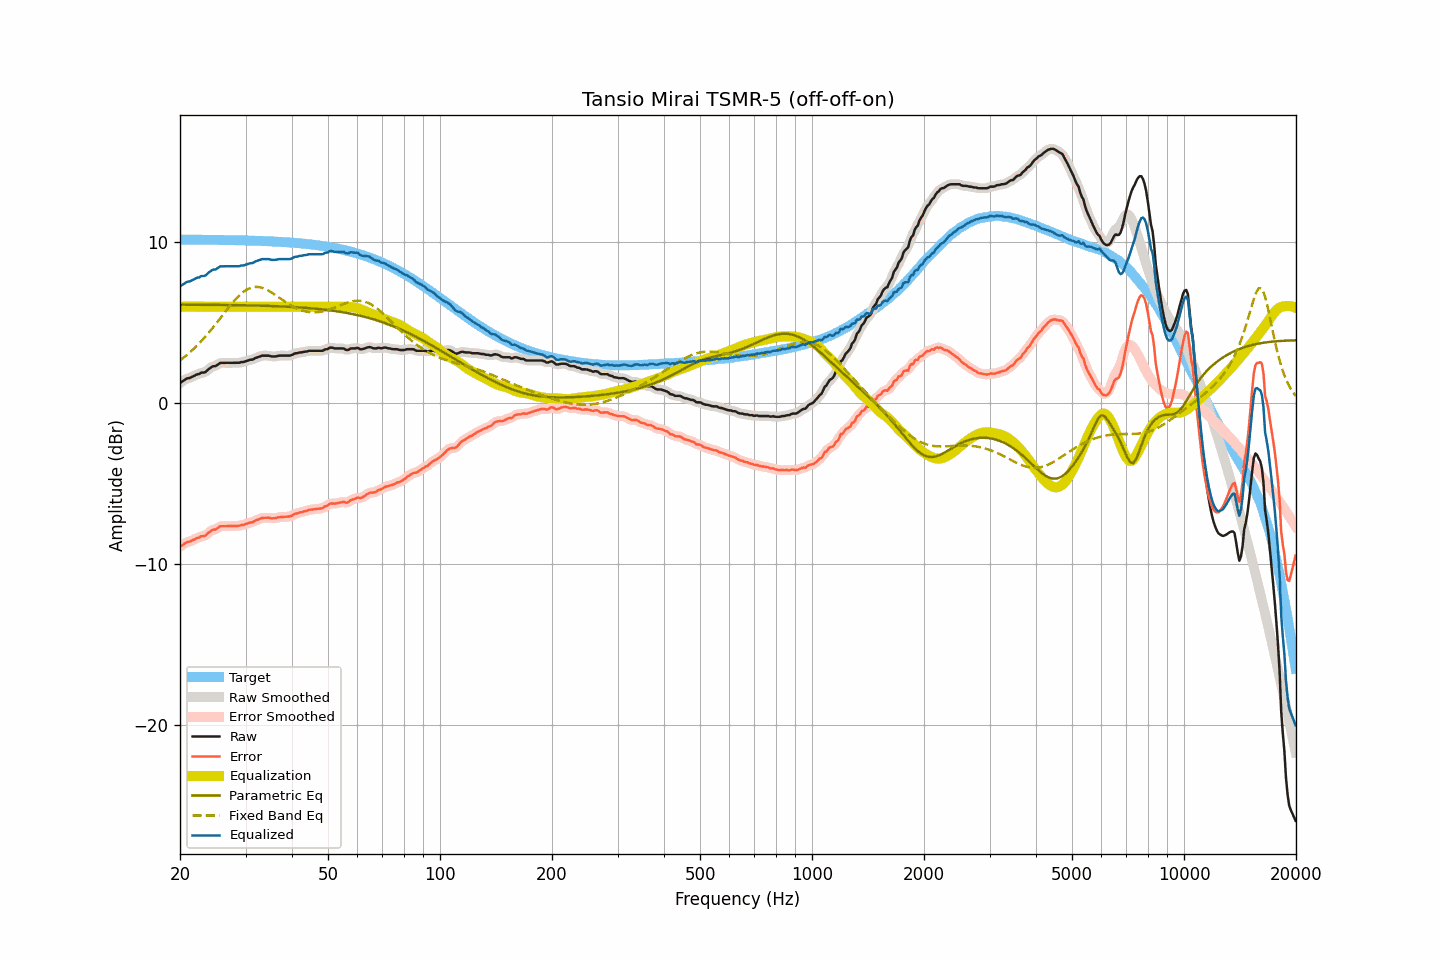 Tansio Mirai TSMR-5 (off-off-on)
10
0
−10
−20
Amplitude (dBr)
Target
Raw Smoothed
Error Smoothed
Raw
Error
Equalization
Parametric Eq
Fixed Band Eq
Equalized
20 50 100 200 500 1000 2000 5000 10000 20000
Frequency (Hz)